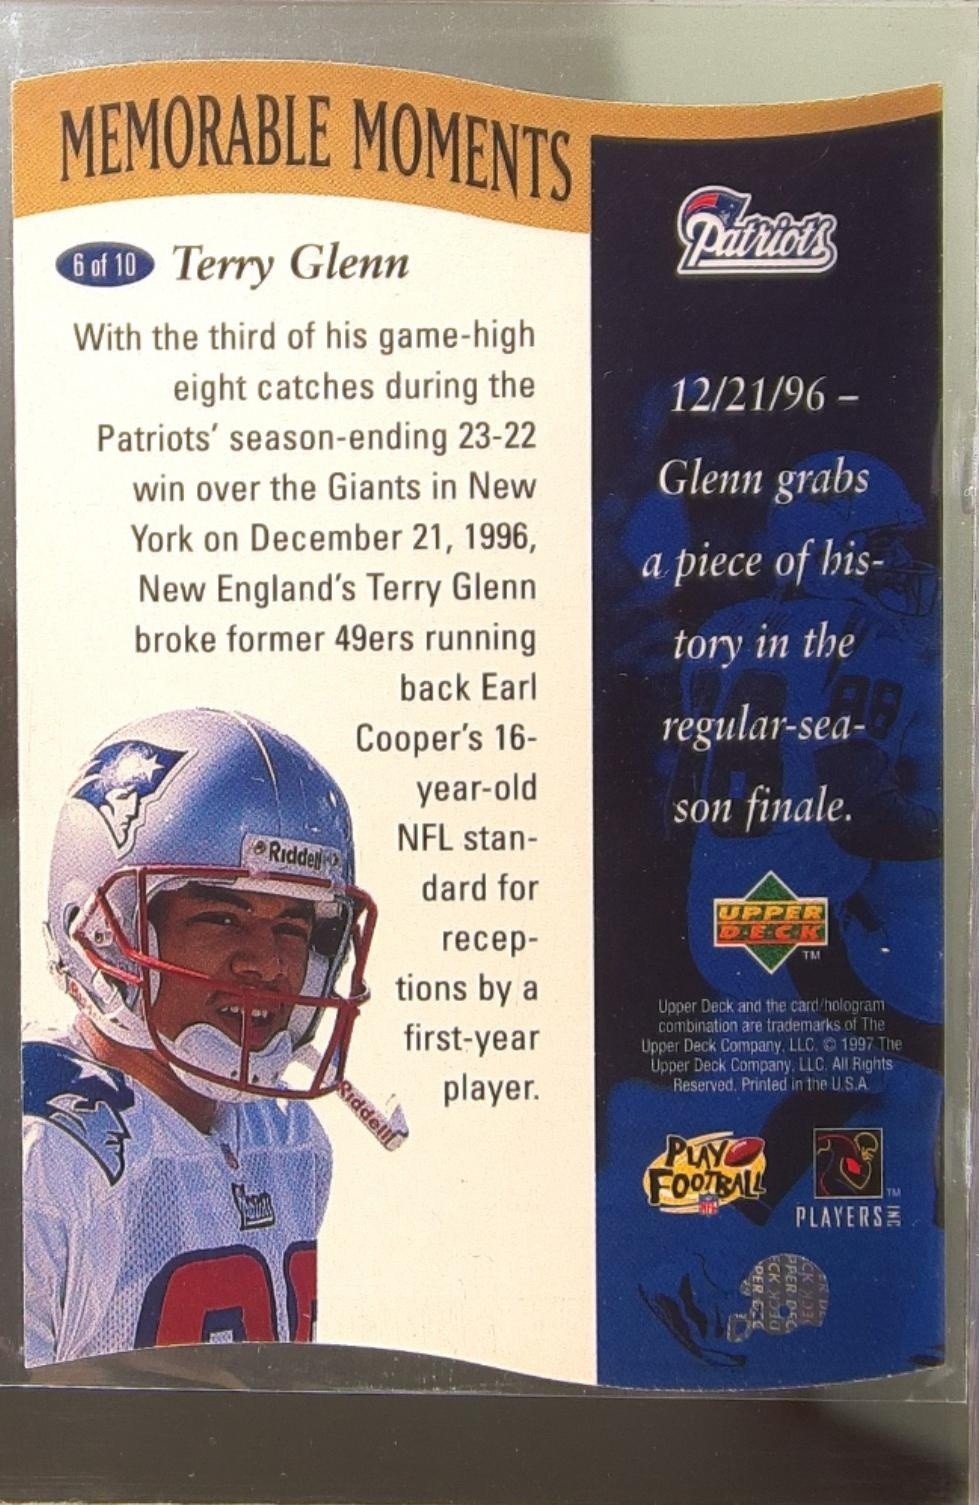 MEMORABLE MOMENTS
6 of 10 Terry Glenn
With the third of his game-high
eight catches during the
Patriots' season-ending 23-22
win over the Giants in New
York on December 21, 1996,
New England's Terry Glenn
broke former 49ers running
back Earl
Cooper's 16-
year-old
NFL stan-
dard for
recep-
tions by a
first-year
player.
Riddell
Riddell
Patriots
12/21/96 –
Glenn grabs
a piece of his-
tory in the
regular-sea-
son finale.
88
UPPER
DECK
TM
Upper Deck and the card/hologram
combination are trademarks of The
Upper Deck Company, LLC. © 1997 The
Upper Deck Company, LLC. All Rights
Reserved. Printed in the U.S.A.
PLAY
FOOTBALL
NFL
TM
PLAYERS INC